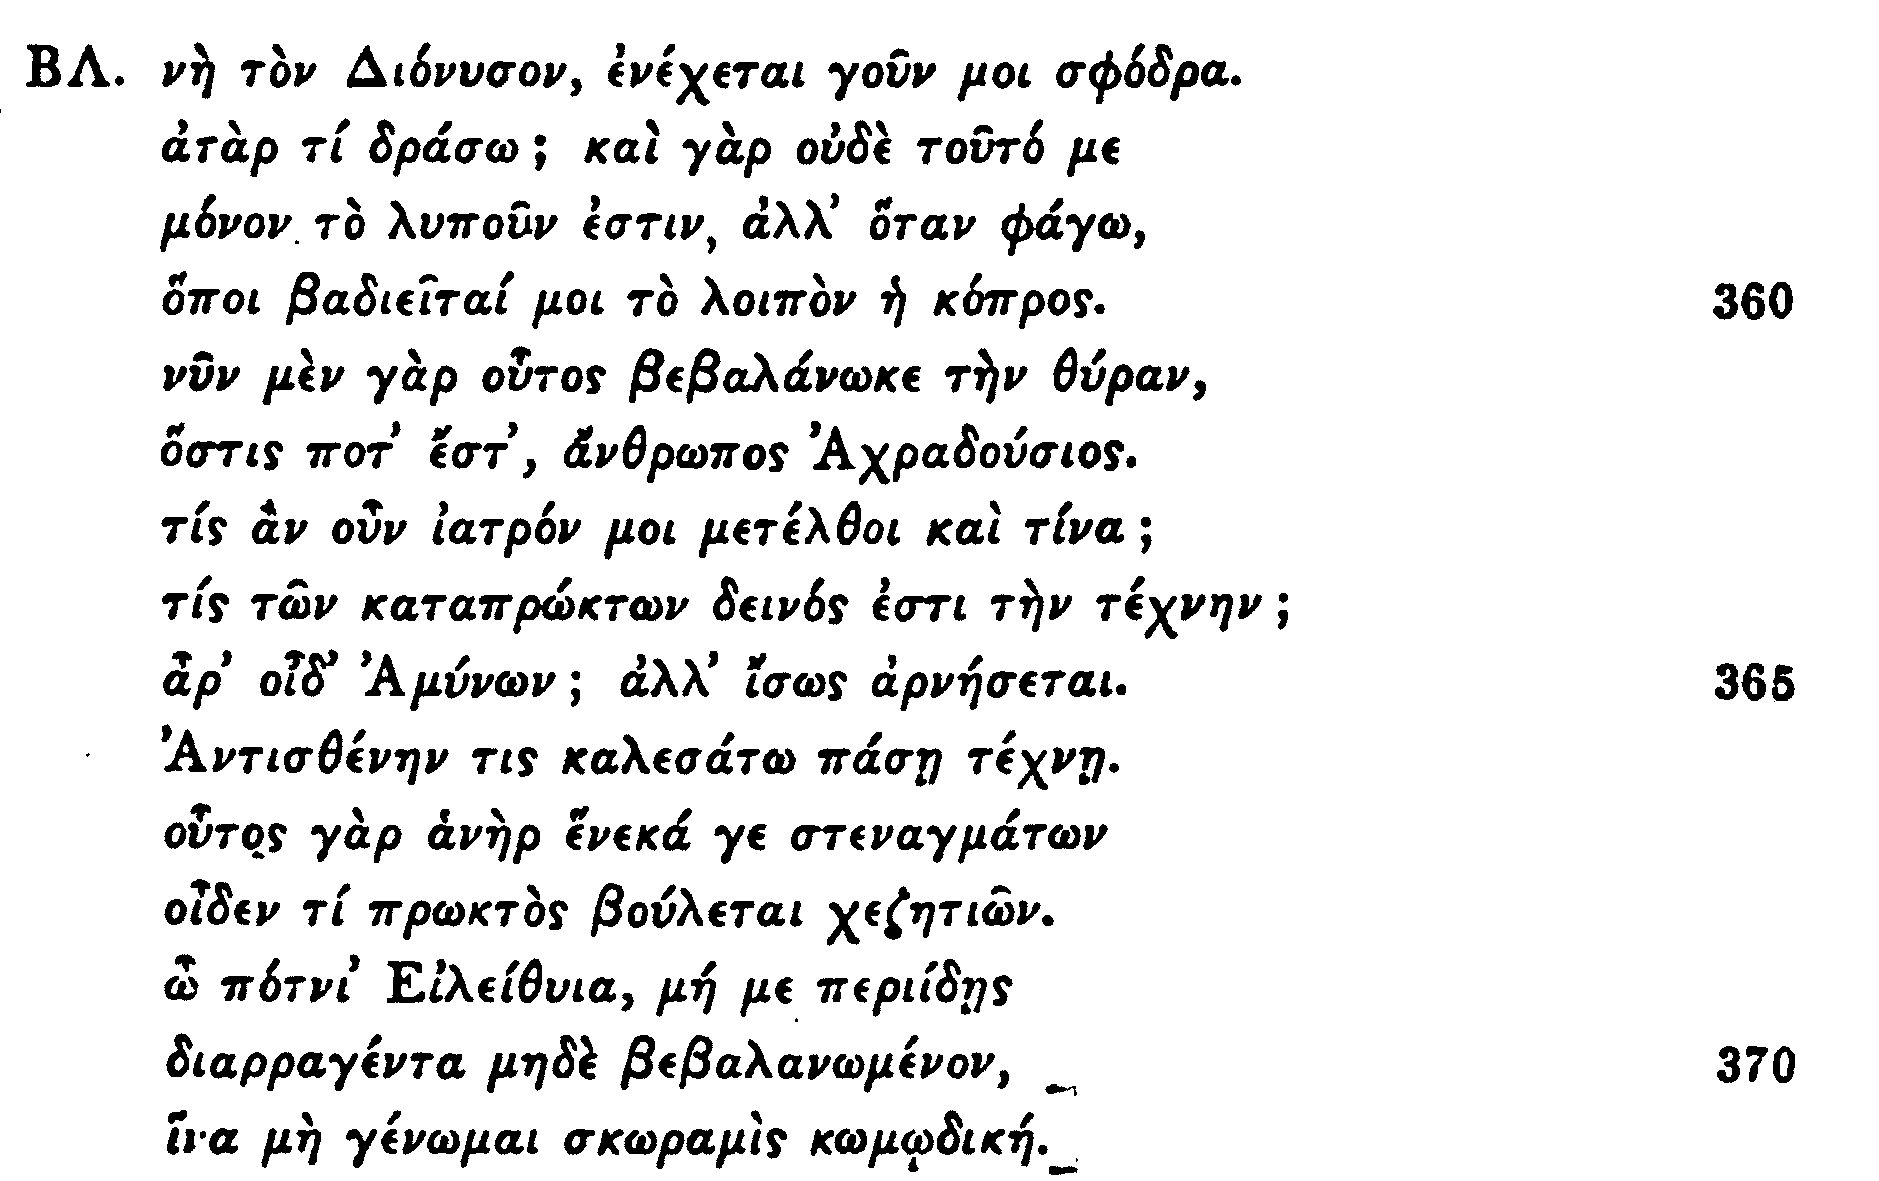 ΒΛ. νὴ τὸν Διόνυσον, ἐνέχεται γοῦν μοι σφόδρα.
ἀτὰρ τί δράσω; καὶ γὰρ οὐδὲ τοῦτό με
μόνον τὸ λυποῦν ἐστιν, ἀλλ’ ὅταν φάγω,
ὅποι βαδιεῖταί μοι τὸ λοιπὸν ἡ κόπρος. 360
νῦν μὲν γὰρ οὗτος βεβαλάνωκε τὴν θύραν,
ὅστις ποτ’ ἔστ’, ἄνθρωπος Ἀχραδούσιος.
τίς ἂν οὖν ἰατρόν μοι μετέλθοι καὶ τίνα;
τίς τῶν καταπρώκτων δεινός ἐστι τὴν τέχνην;
ἆρ’ οἶδ’ Ἀμύνων; ἀλλ’ ἴσως ἀρνήσεται. 365
Ἀντισθένην τις καλεσάτω πάσῃ τέχνῃ.
οὗτος γὰρ ἁνὴρ ἕνεκά γε στεναγμάτων
οἶδεν τί πρωκτὸς βούλεται χεζητιῶν.
ὦ πότνι’ Εἰλείθυια, μή με περιίδῃς
διαρραγέντα μηδὲ βεβαλανωμένον, 370
ἵνα μὴ γένωμαι σκωραμὶς κωμῳδική.